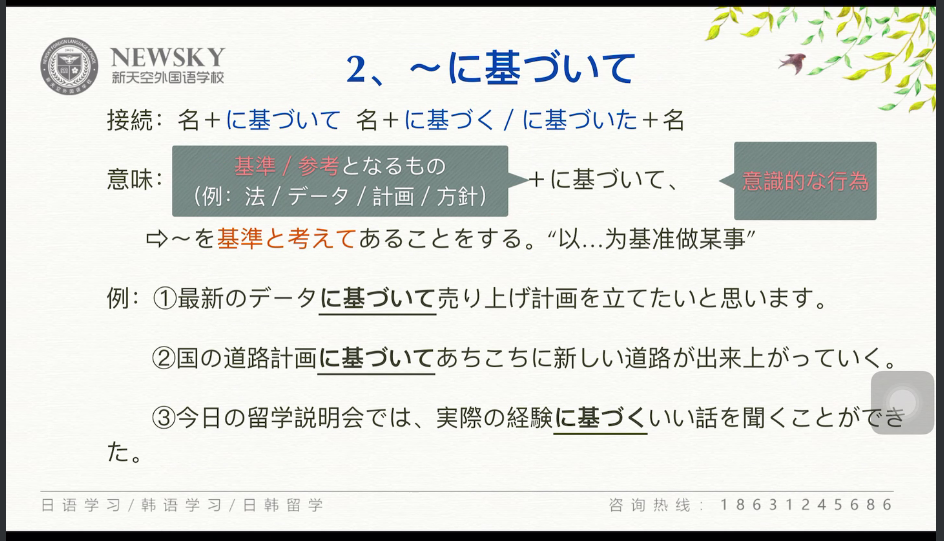 NEWSKY
新天空外国语学校
2、～に基づいて
接続：名＋に基づいて 名＋に基づく / に基づいた＋名
意味：
基準 / 参考となるもの
（例：法 / データ / 計画 / 方針）
＋に基づいて、
意識的な行為
⇨～を基準と考えてあることをする。“以…为基准做某事”
例：①最新のデータに基づいて売り上げ計画を立てたいと思います。
②国の道路計画に基づいてあちこちに新しい道路が出来上がっていく。
③今日の留学説明会では、実際の経験に基づくいい話を聞くことができ
た。
日语学习/韩语学习/日韩留学
咨询热线：18631245686